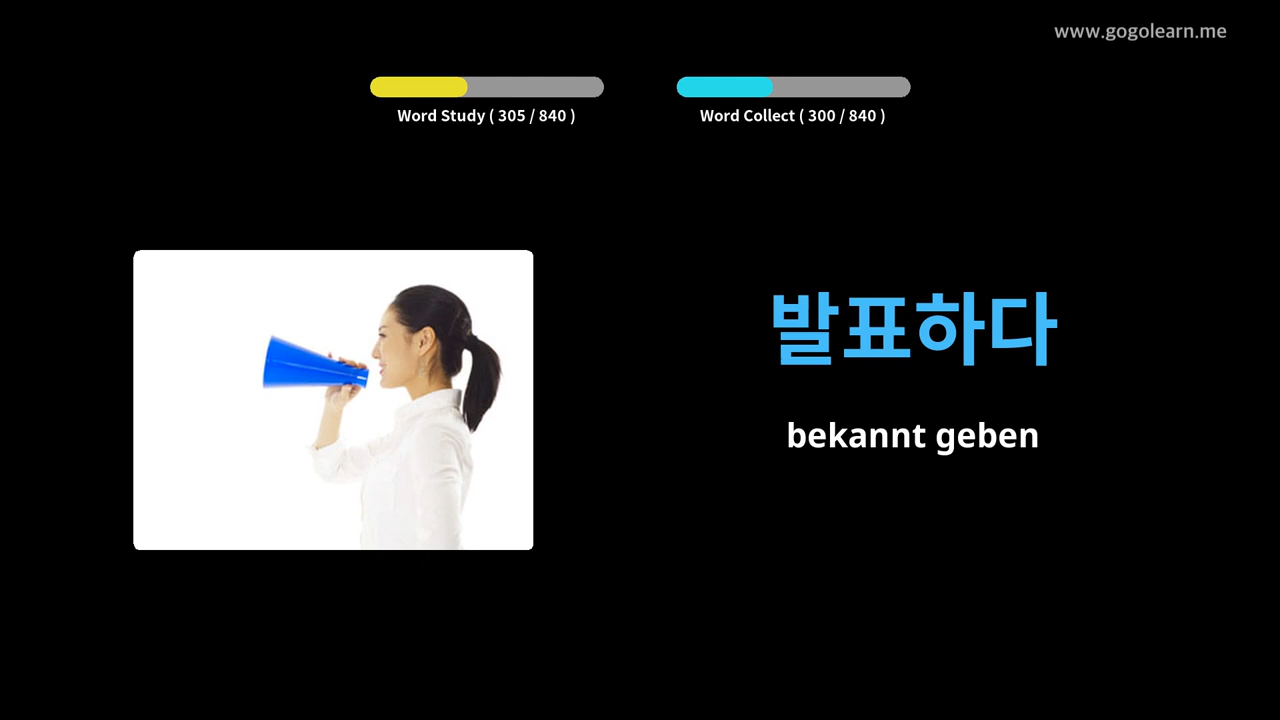 www.gogolearn.me
Word Study ( 305 / 840 )
Word Collect ( 300 / 840 )
발표하다
bekannt geben